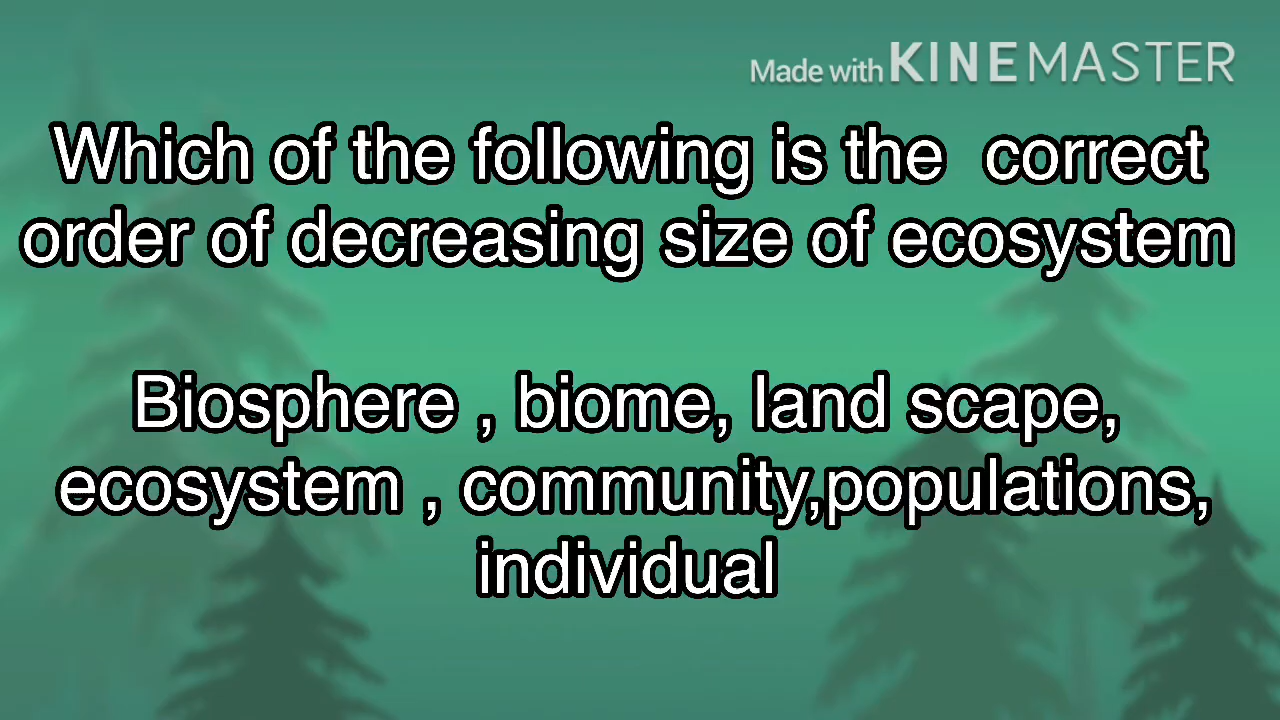 Made with KINEMASTER
Which of the following is the correct
order of decreasing size of ecosystem
Biosphere , biome, land scape,
ecosystem , community,populations,
individual